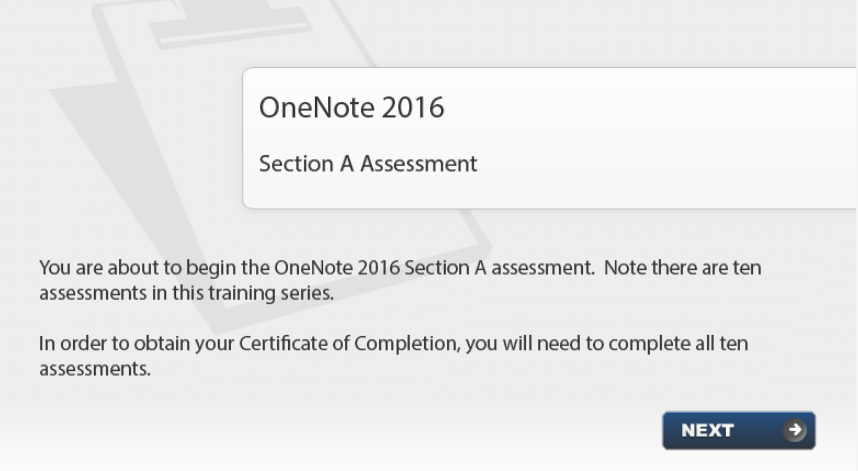 OneNote 2016
Section A Assessment
You are about to begin the OneNote 2016 Section A assessment.  Note there are ten
assessments in this training series.
In order to obtain your Certificate of Completion, you will need to complete all ten
assessments.
NEXT